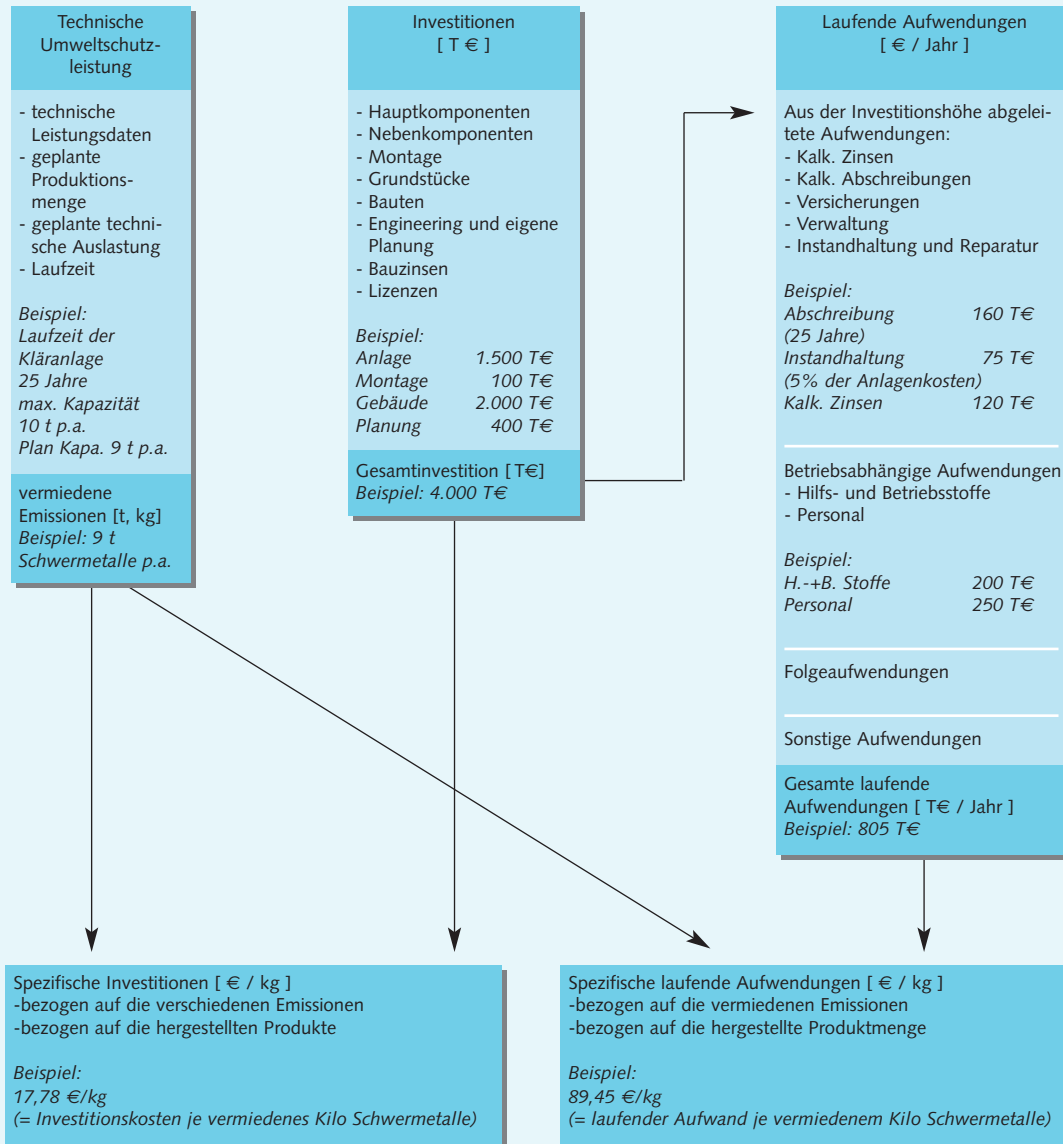 Technische
Umweltschutz-
leistung
- technische
Leistungsdaten
- geplante
Produktions-
menge
- geplante techni-
sche Auslastung
- Laufzeit
Beispiel:
Laufzeit der
Kläranlage
25 Jahre
max. Kapazität
10 t p.a.
Plan Kapa. 9 t p.a.
vermiedene
Emissionen [t, kg]
Beispiel: 9 t
Schwermetalle p.a.
Investitionen
[ T € ]
- Hauptkomponenten
- Nebenkomponenten
- Montage
- Grundstücke
- Bauten
- Engineering und eigene
Planung
- Bauzinsen
- Lizenzen
Beispiel:
Anlage 1.500 T€
Montage 100 T€
Gebäude 2.000 T€
Planung 400 T€
Gesamtinvestition [T€]
Beispiel: 4.000 T€
Laufende Aufwendungen
[ € / Jahr ]
Aus der Investitionshöhe abgelei-
tete Aufwendungen:
- Kalk. Zinsen
- Kalk. Abschreibungen
- Versicherungen
- Verwaltung
- Instandhaltung und Reparatur
Beispiel:
Abschreibung 160 T€
(25 Jahre)
Instandhaltung 75 T€
(5% der Anlagenkosten)
Kalk. Zinsen 120 T€
Betriebsabhängige Aufwendungen
- Hilfs- und Betriebsstoffe
- Personal
Beispiel:
H.-+B. Stoffe 200 T€
Personal 250 T€
Folgeaufwendungen
Sonstige Aufwendungen
Gesamte laufende
Aufwendungen [ T€ / Jahr ]
Beispiel: 805 T€
Spezifische Investitionen [ € / kg ]
-bezogen auf die verschiedenen Emissionen
-bezogen auf die hergestellten Produkte
Beispiel:
17,78 €/kg
(= Investitionskosten je vermiedenes Kilo Schwermetalle)
Spezifische laufende Aufwendungen [ € / kg ]
-bezogen auf die vermiedenen Emissionen
-bezogen auf die hergestellte Produktmenge
Beispiel:
89,45 €/kg
(= laufender Aufwand je vermiedenem Kilo Schwermetalle)